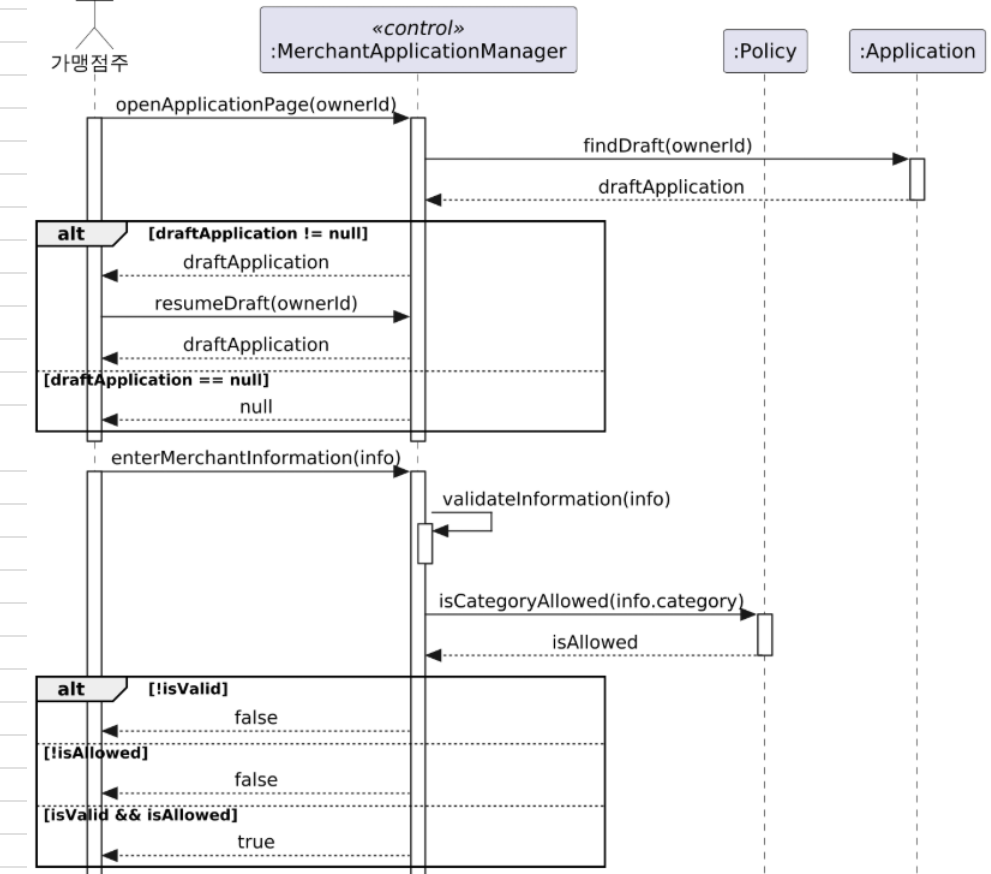 «control»
가맹점주
:MerchantApplicationManager
:Policy
:Application
openApplicationPage(ownerId)
findDraft(ownerId)
draftApplication
alt
[draftApplication != null]
draftApplication
resumeDraft(ownerId)
draftApplication
[draftApplication == null]
null
enterMerchantInformation(info)
validateInformation(info)
isCategoryAllowed(info.category)
isAllowed
alt
[!isValid]
false
[!isAllowed]
false
[isValid && isAllowed]
true